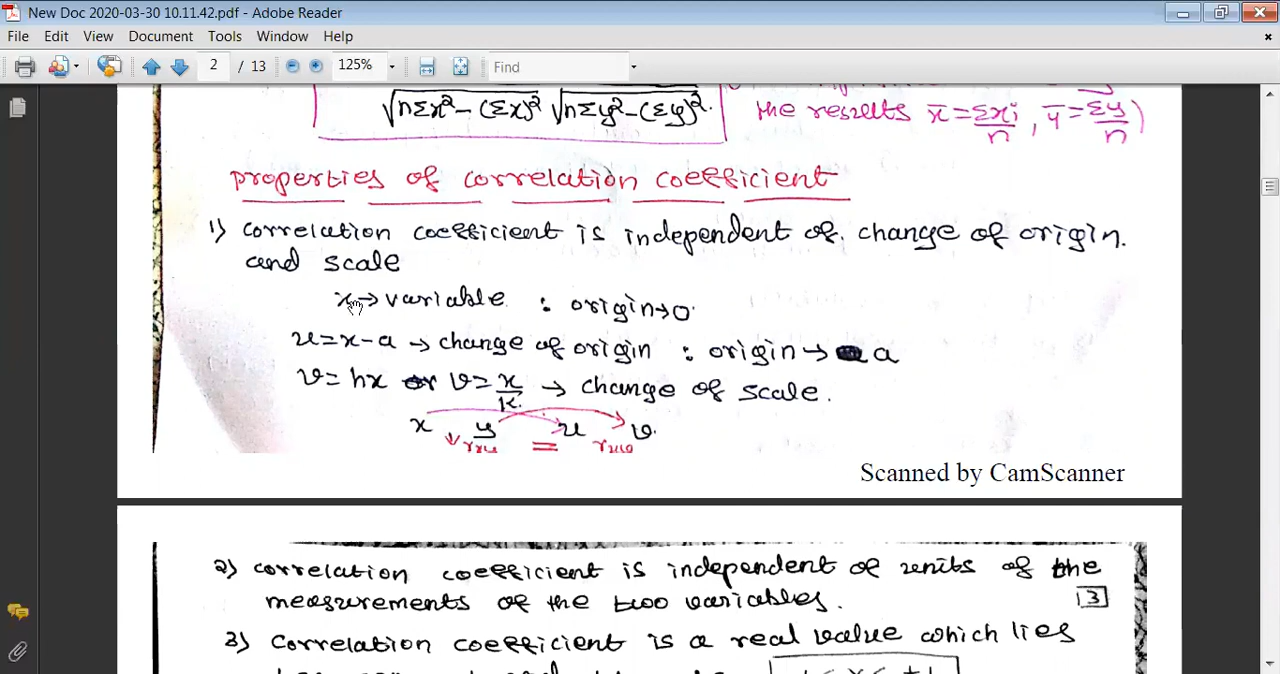 New Doc 2020-03-30 10.11.42.pdf - Adobe Reader
File Edit View Document Tools Window Help
2 / 13 125% Find
√nΣx²-(Σx)² √nΣy²-(Σy)².
the results x̄ = Σxi/n, ȳ = Σy/n)
properties of correlation coefficient
1) correlation coefficient is independent of change of origin.
and scale
x→variable : origin→0
u=x-a → change of origin : origin → a
v=hx or v=x/k → change of scale.
x y u v
rxy = ruv
Scanned by CamScanner
2) correlation coefficient is independent of units of the
measurements of the two variables.
3
3) correlation coefficient is a real value which lies